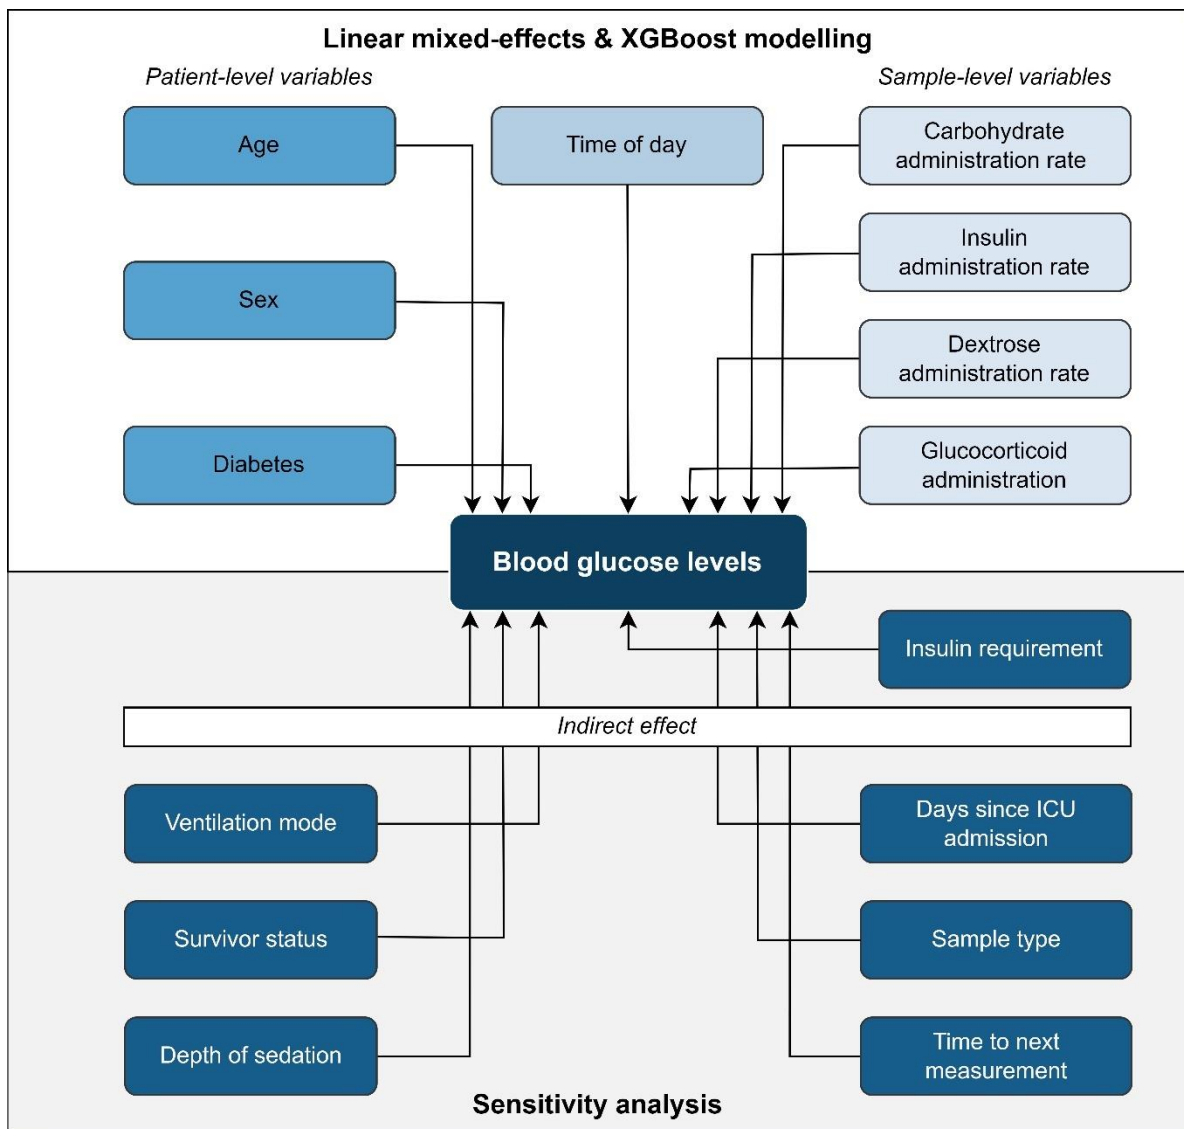 Linear mixed-effects & XGBoost modelling
Patient-level variables
Sample-level variables
Age
Time of day
Carbohydrate
administration rate
Insulin
administration rate
Sex
Dextrose
administration rate
Diabetes
Glucocorticoid
administration
Blood glucose levels
Insulin requirement
Indirect effect
Ventilation mode
Days since ICU
admission
Survivor status
Sample type
Depth of sedation
Time to next
measurement
Sensitivity analysis